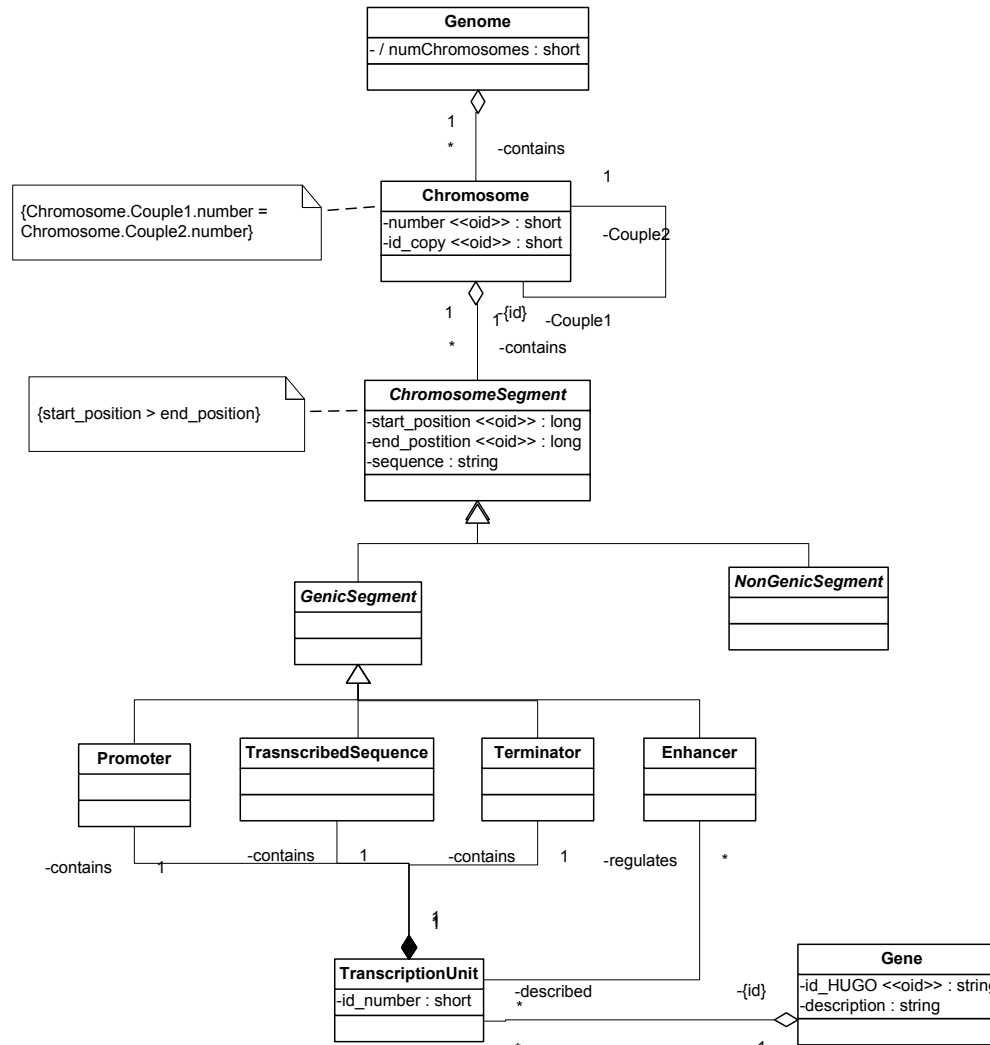 Genome
- / numChromosomes : short
1
*
-contains
1
{Chromosome.Couple1.number =
Chromosome.Couple2.number}
Chromosome
-number <<oid>> : short
-id_copy <<oid>> : short
-Couple2
1
1
-{id}
-Couple1
*
-contains
{start_position > end_position}
ChromosomeSegment
-start_position <<oid>> : long
-end_postition <<oid>> : long
-sequence : string
GenicSegment
NonGenicSegment
Promoter
TrasnscribedSequence
Terminator
Enhancer
-contains
1
-contains
1
-contains
1
-regulates
*
1
1
TranscriptionUnit
-id_number : short
-described
*
*
-{id}
1
Gene
-id_HUGO <<oid>> : string
-description : string